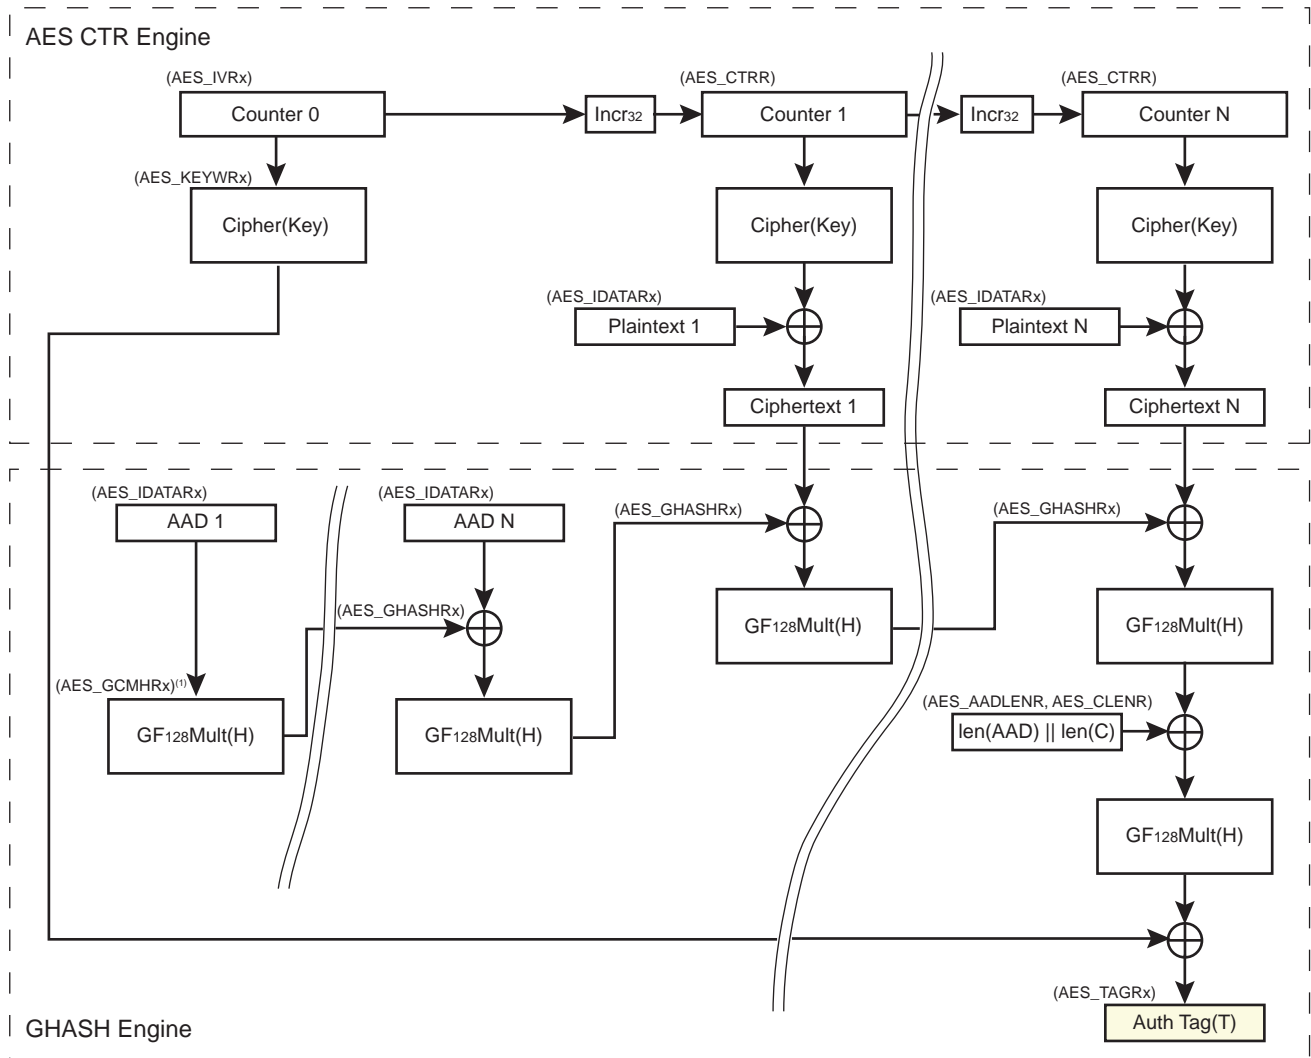 AES CTR Engine
(AES_IVRx)
(AES_CTRR)
(AES_CTRR)
Counter 0
Incr32
Counter 1
Incr32
Counter N
(AES_KEYWRx)
Cipher(Key)
Cipher(Key)
Cipher(Key)
(AES_IDATARx)
(AES_IDATARx)
Plaintext 1
Plaintext N
Ciphertext 1
Ciphertext N
(AES_IDATARx)
(AES_IDATARx)
(AES_GHASHRx)
(AES_GHASHRx)
AAD 1
AAD N
(AES_GHASHRx)
GF128Mult(H)
GF128Mult(H)
(AES_GCMHRx)(1)
GF128Mult(H)
GF128Mult(H)
(AES_AADLENR, AES_CLENR)
len(AAD) || len(C)
GF128Mult(H)
(AES_TAGRx)
Auth Tag(T)
GHASH Engine